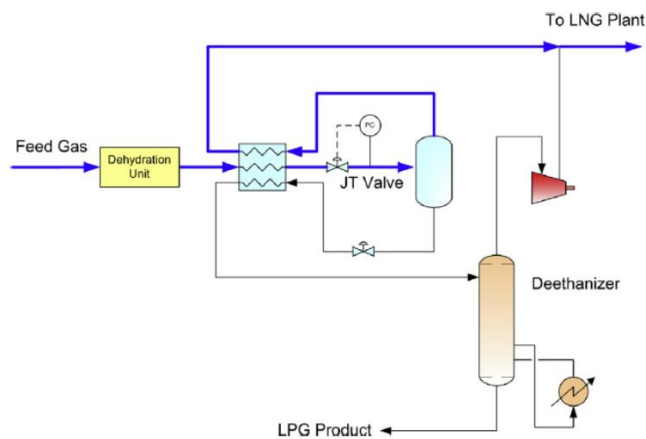 To LNG Plant
Feed Gas
Dehydration
Unit
PC
JT Valve
Deethanizer
LPG Product